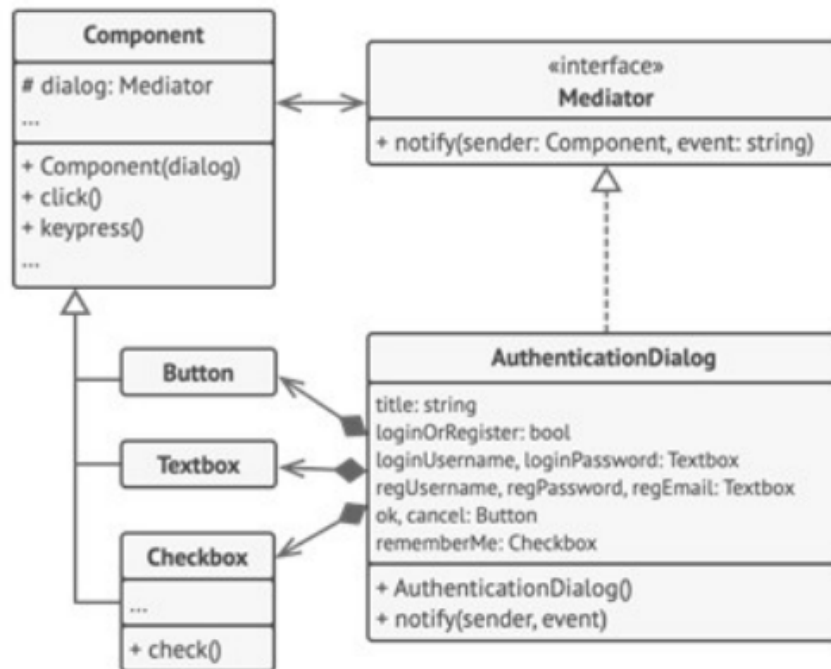 Component
# dialog: Mediator
...
+ Component(dialog)
+ click()
+ keypress()
...
«interface»
Mediator
+ notify(sender: Component, event: string)
Button
Textbox
Checkbox
...
+ check()
AuthenticationDialog
title: string
loginOrRegister: bool
loginUsername, loginPassword: Textbox
regUsername, regPassword, regEmail: Textbox
ok, cancel: Button
rememberMe: Checkbox
+ AuthenticationDialog()
+ notify(sender, event)